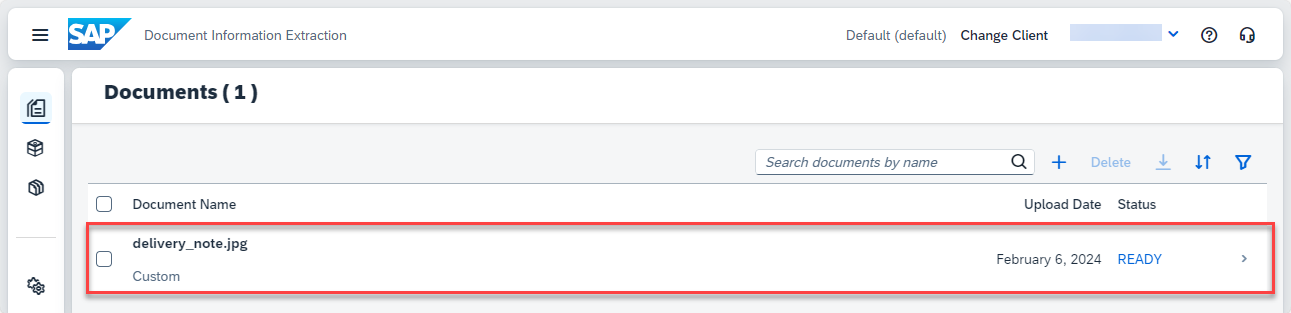 SAP Document Information Extraction Default (default) Change Client
Documents ( 1 )
Search documents by name Delete
Document Name Upload Date Status
delivery_note.jpg
February 6, 2024 READY
Custom